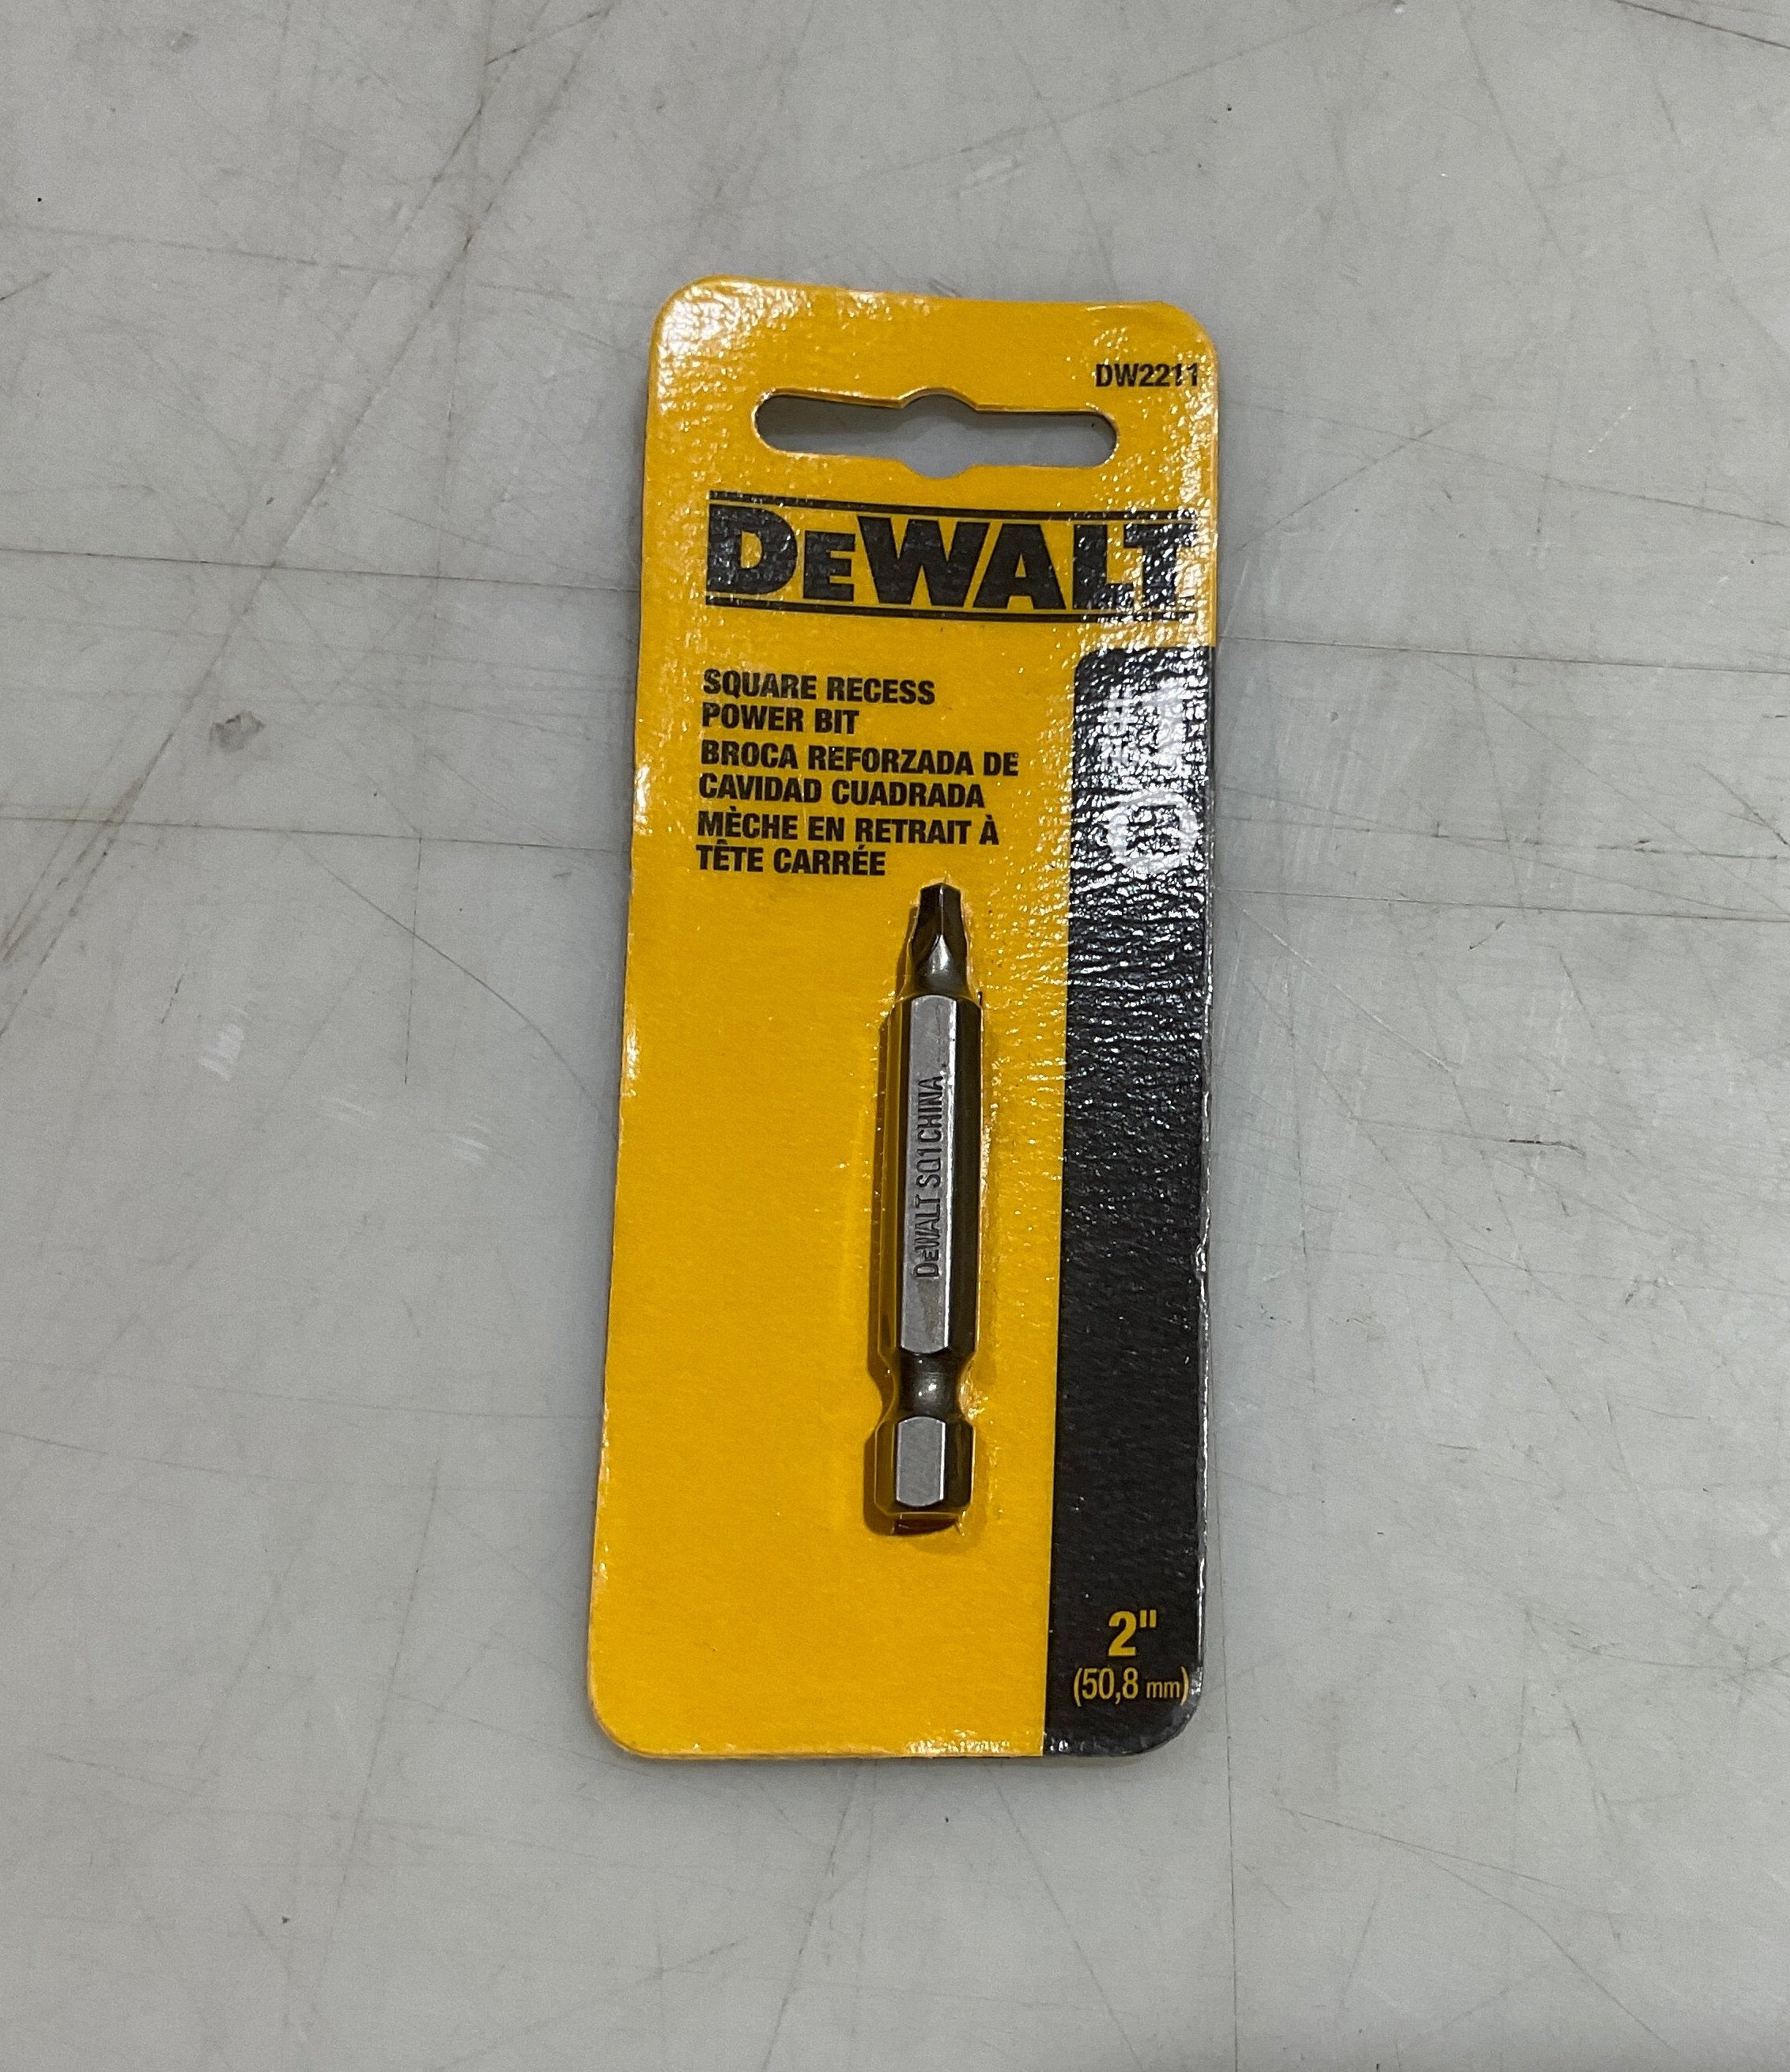 DW2211
DEWALT
SQUARE RECESS
POWER BIT
BROCA REFORZADA DE
CAVIDAD CUADRADA
MÈCHE EN RETRAIT À
TÊTE CARRÉE
#1SQ
DEWALT SQ1 CHINA
2"
(50,8 mm)